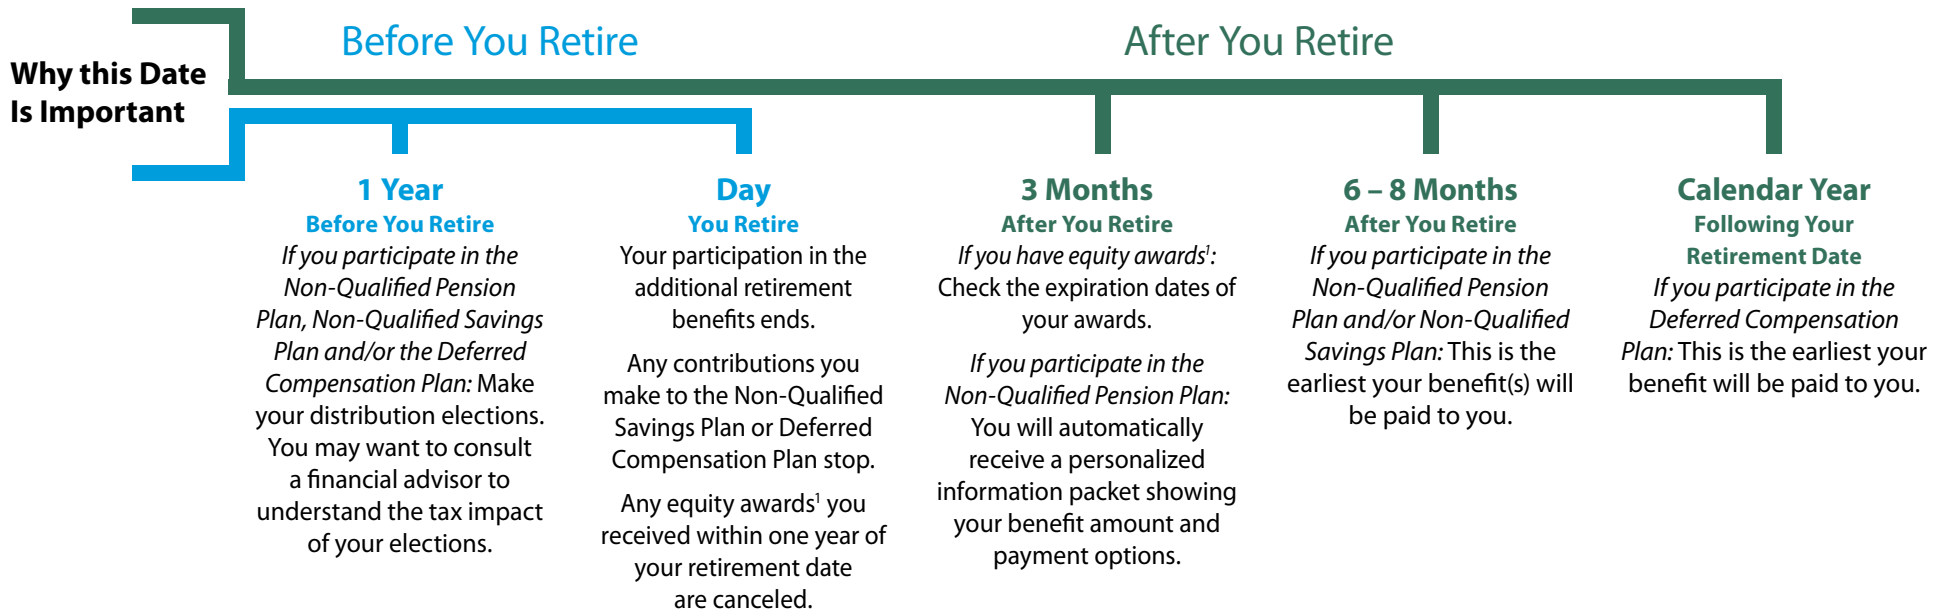 Why this Date
Is Important
Before You Retire
After You Retire
1 Year
Before You Retire
If you participate in the
Non-Qualified Pension
Plan, Non-Qualified Savings
Plan and/or the Deferred
Compensation Plan: Make
your distribution elections.
You may want to consult
a financial advisor to
understand the tax impact
of your elections.
Day
You Retire
Your participation in the
additional retirement
benefits ends.
Any contributions you
make to the Non-Qualified
Savings Plan or Deferred
Compensation Plan stop.
Any equity awards¹ you
received within one year of
your retirement date
are canceled.
3 Months
After You Retire
If you have equity awards¹:
Check the expiration dates of
your awards.
If you participate in the
Non-Qualified Pension Plan:
You will automatically
receive a personalized
information packet showing
your benefit amount and
payment options.
6 – 8 Months
After You Retire
If you participate in the
Non-Qualified Pension
Plan and/or Non-Qualified
Savings Plan: This is the
earliest your benefit(s) will
be paid to you.
Calendar Year
Following Your
Retirement Date
If you participate in the
Deferred Compensation
Plan: This is the earliest your
benefit will be paid to you.